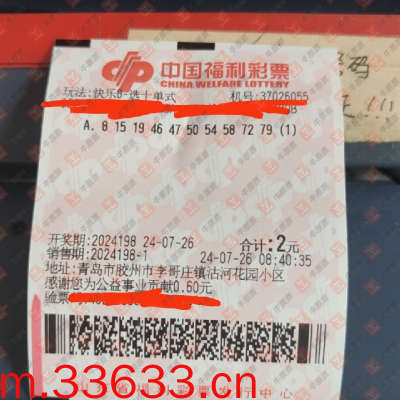 中国福利彩票
CHINA WELFARE LOTTERY
玩法:快乐8-选十单式 机号:37026055
A. 8 15 19 46 47 50 54 58 72 79 (1)
开奖期:2024198 24-07-26 合计:2元
销售期:2024198-1 24-07-26 08:40:35
地址:青岛市胶州市李哥庄镇沽河花园小区
感谢您为公益事业贡献0.60元
验票
m.33633.com.cn
中心